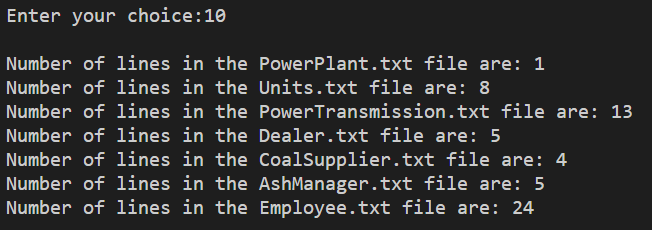 Enter your choice:10
Number of lines in the PowerPlant.txt file are: 1
Number of lines in the Units.txt file are: 8
Number of lines in the PowerTransmission.txt file are: 13
Number of lines in the Dealer.txt file are: 5
Number of lines in the CoalSupplier.txt file are: 4
Number of lines in the AshManager.txt file are: 5
Number of lines in the Employee.txt file are: 24